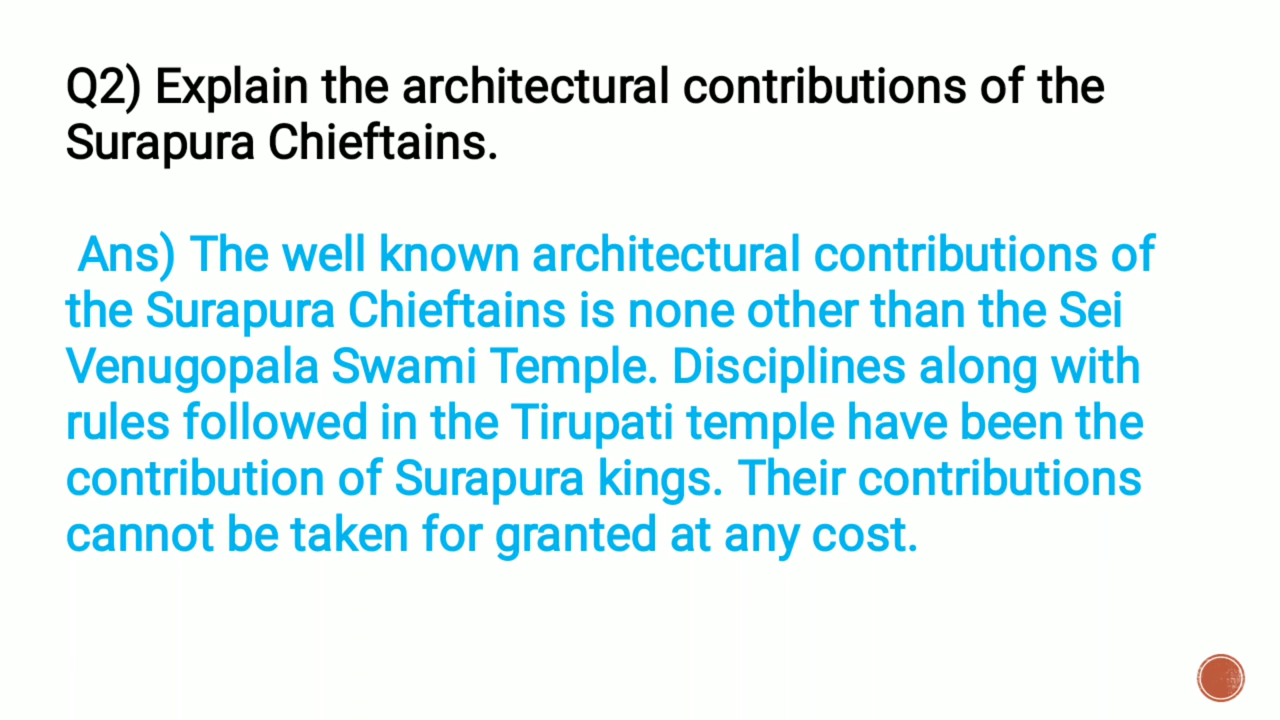 Q2) Explain the architectural contributions of the
Surapura Chieftains.
Ans) The well known architectural contributions of
the Surapura Chieftains is none other than the Sei
Venugopala Swami Temple. Disciplines along with
rules followed in the Tirupati temple have been the
contribution of Surapura kings. Their contributions
cannot be taken for granted at any cost.